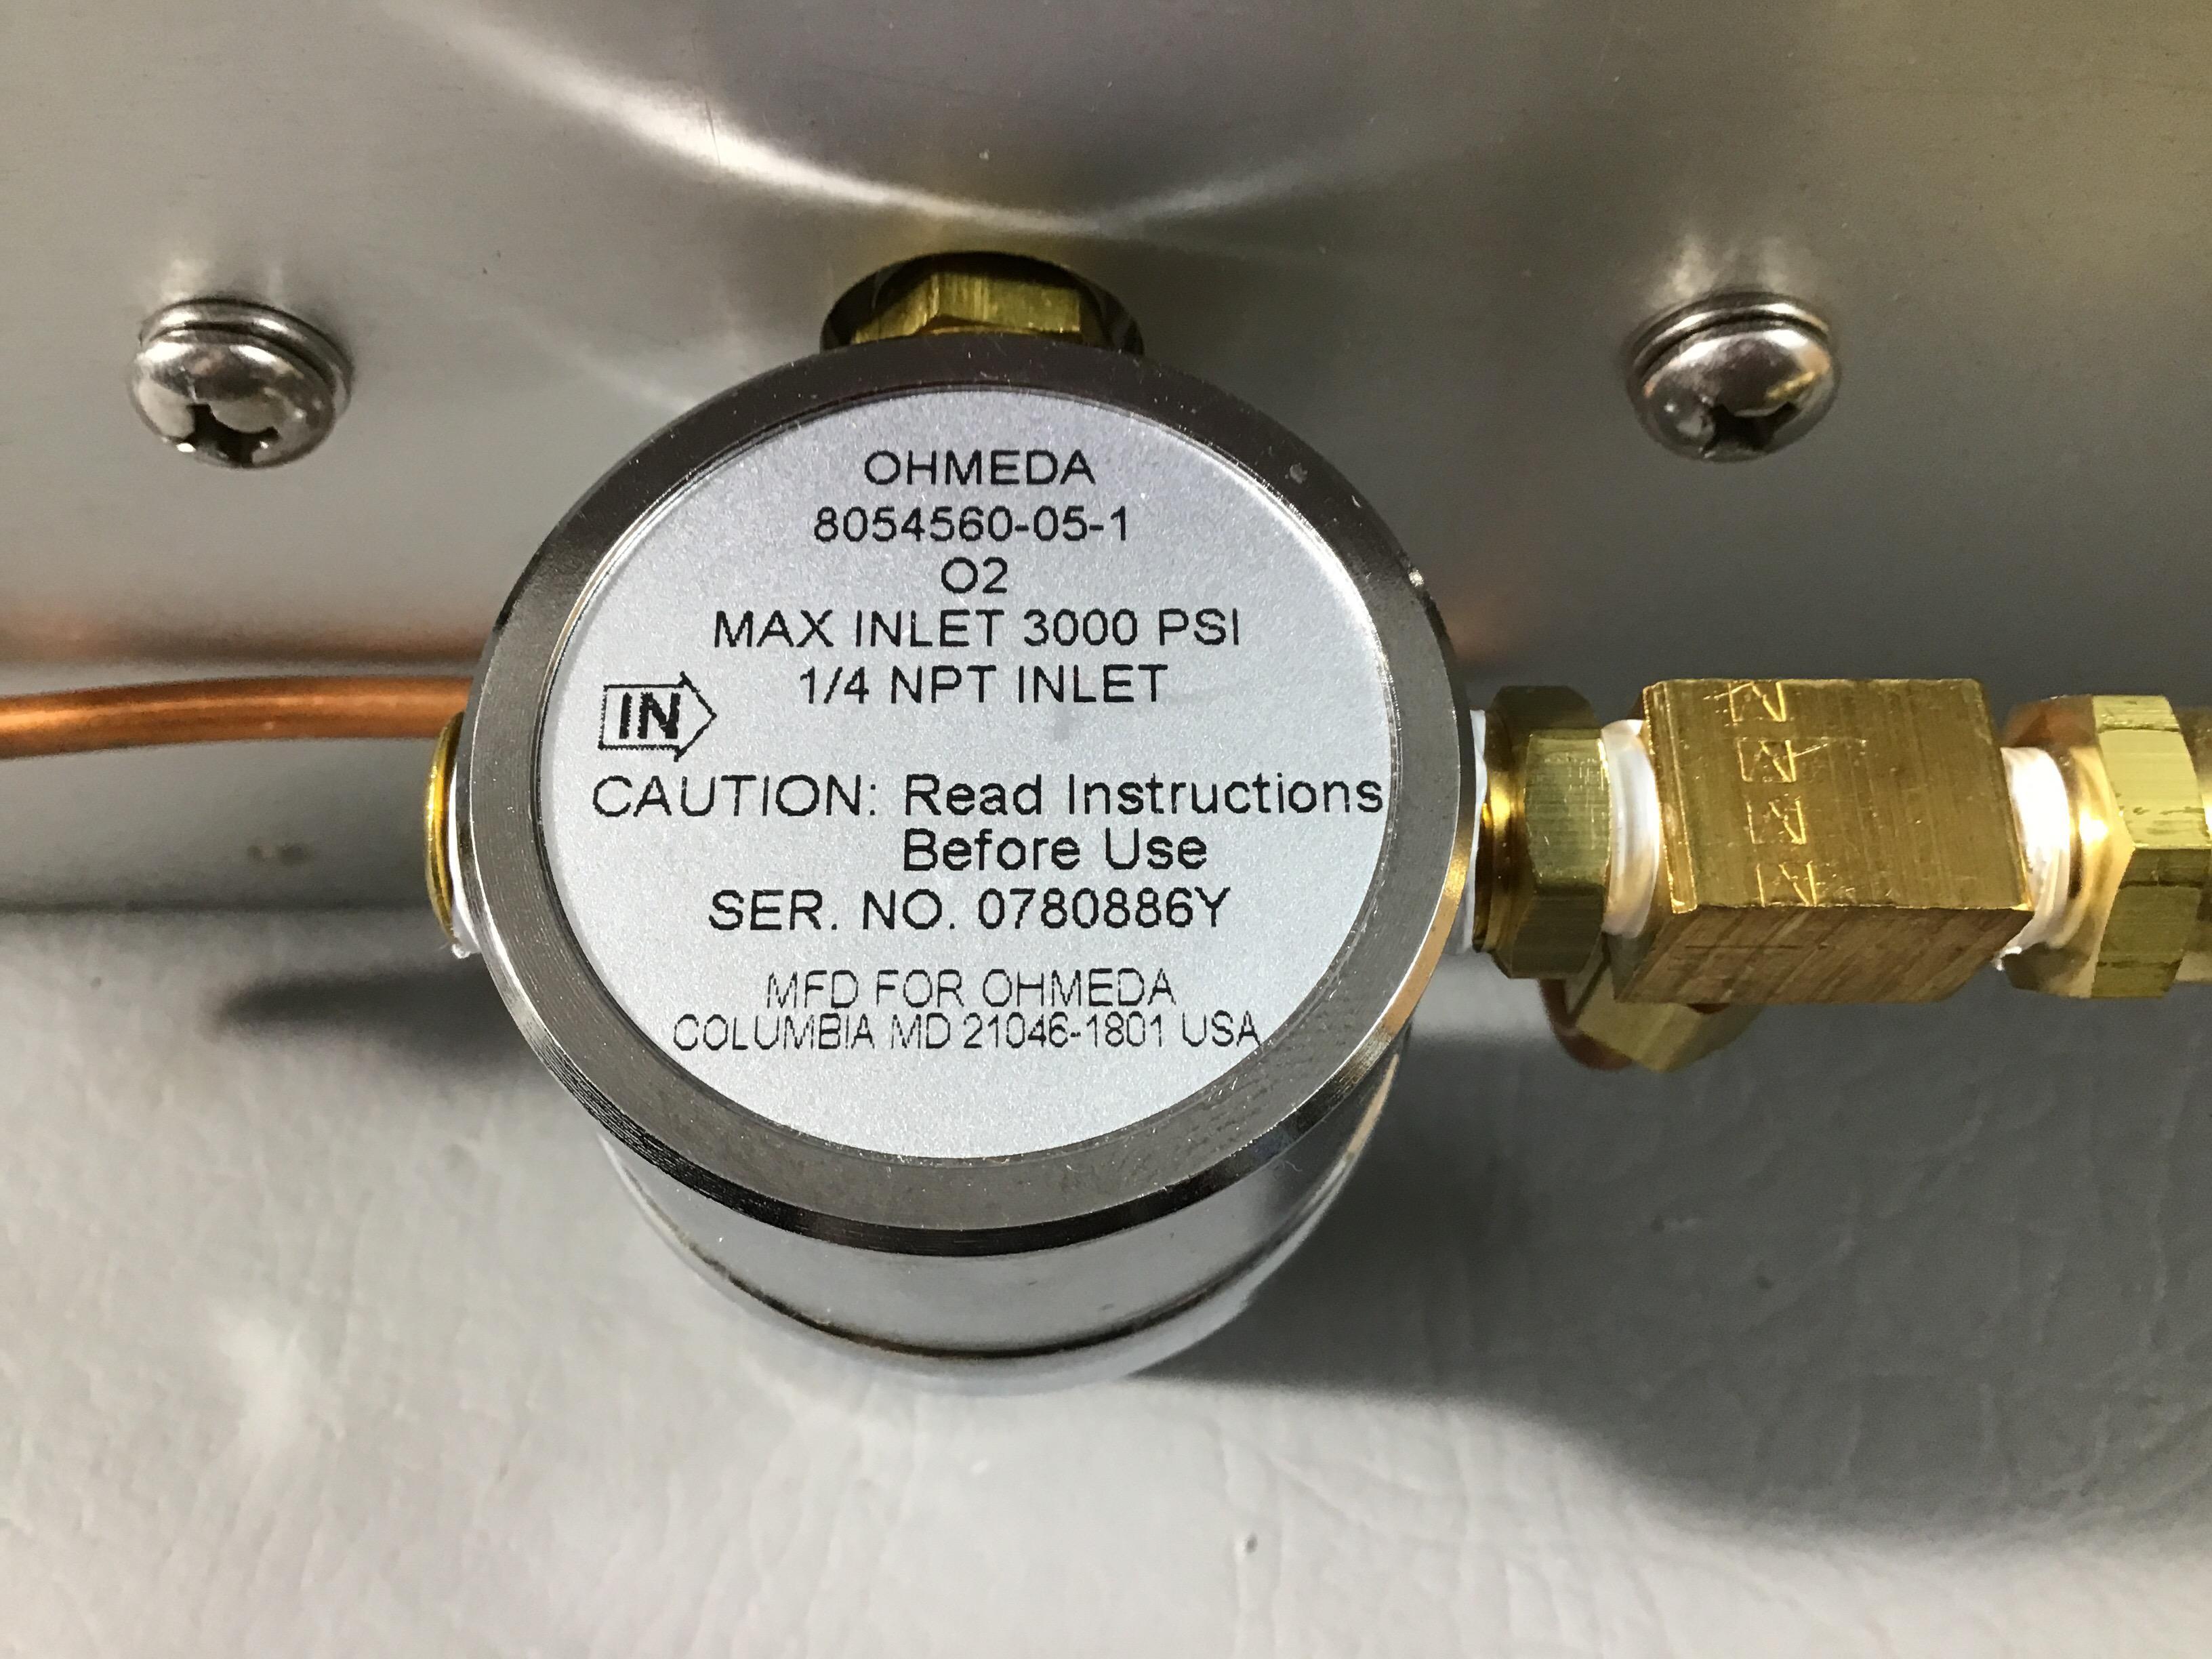 OHMEDA
8054560-05-1
O2
MAX INLET 3000 PSI
1/4 NPT INLET
IN
CAUTION: Read Instructions
Before Use
SER. NO. 0780886Y
MFD FOR OHMEDA
COLUMBIA MD 21046-1801 USA